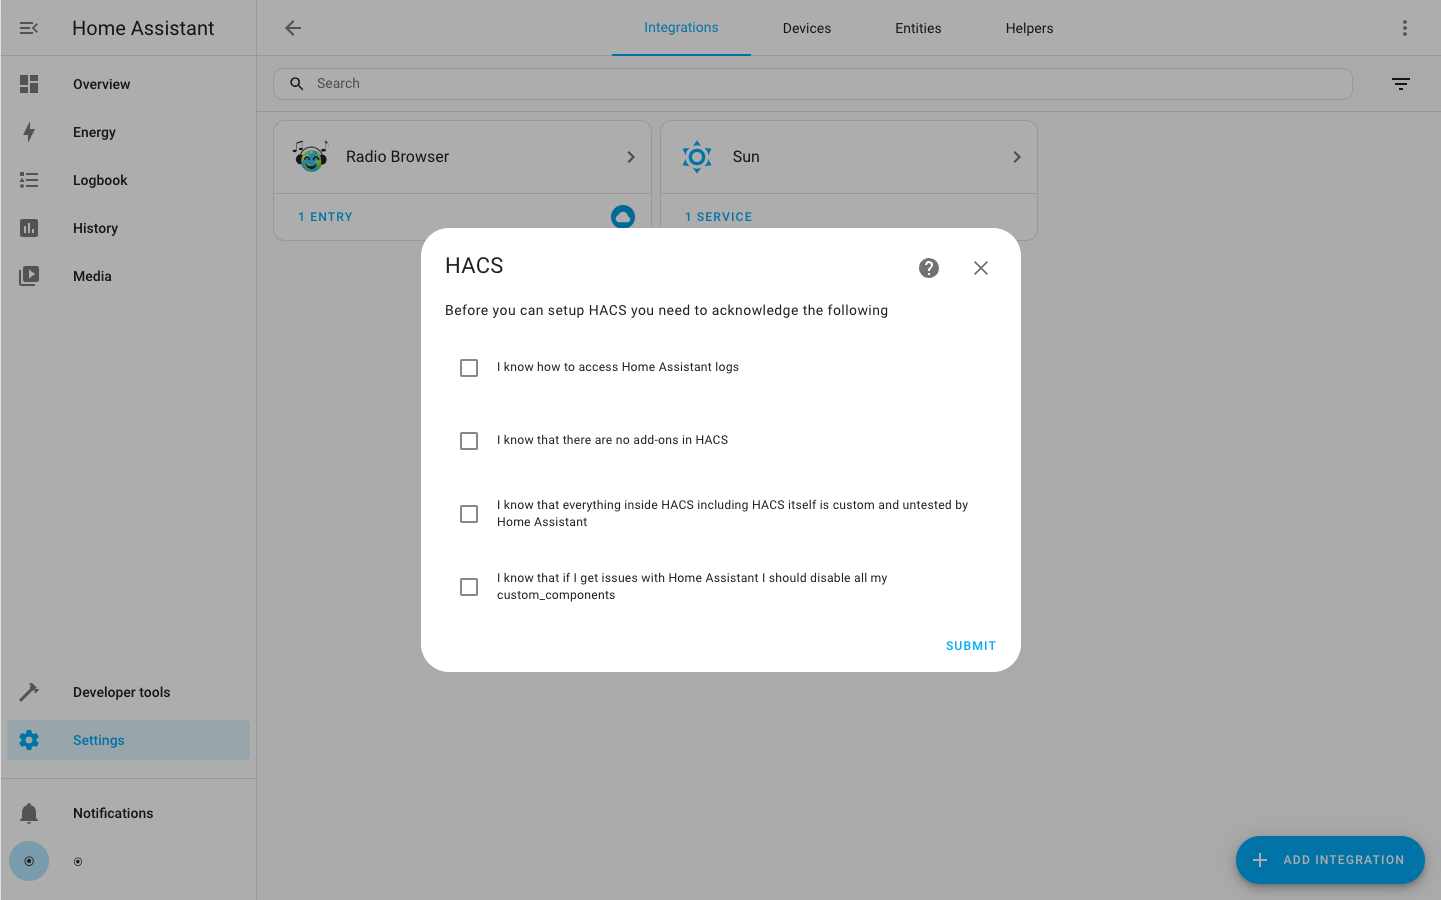 Home Assistant
Integrations
Devices
Entities
Helpers
Search
Overview
Energy
Logbook
History
Media
Radio Browser
Sun
1 ENTRY
1 SERVICE
HACS
Before you can setup HACS you need to acknowledge the following
I know how to access Home Assistant logs
I know that there are no add-ons in HACS
I know that everything inside HACS including HACS itself is custom and untested by
Home Assistant
I know that if I get issues with Home Assistant I should disable all my
custom_components
SUBMIT
Developer tools
Settings
Notifications
ADD INTEGRATION